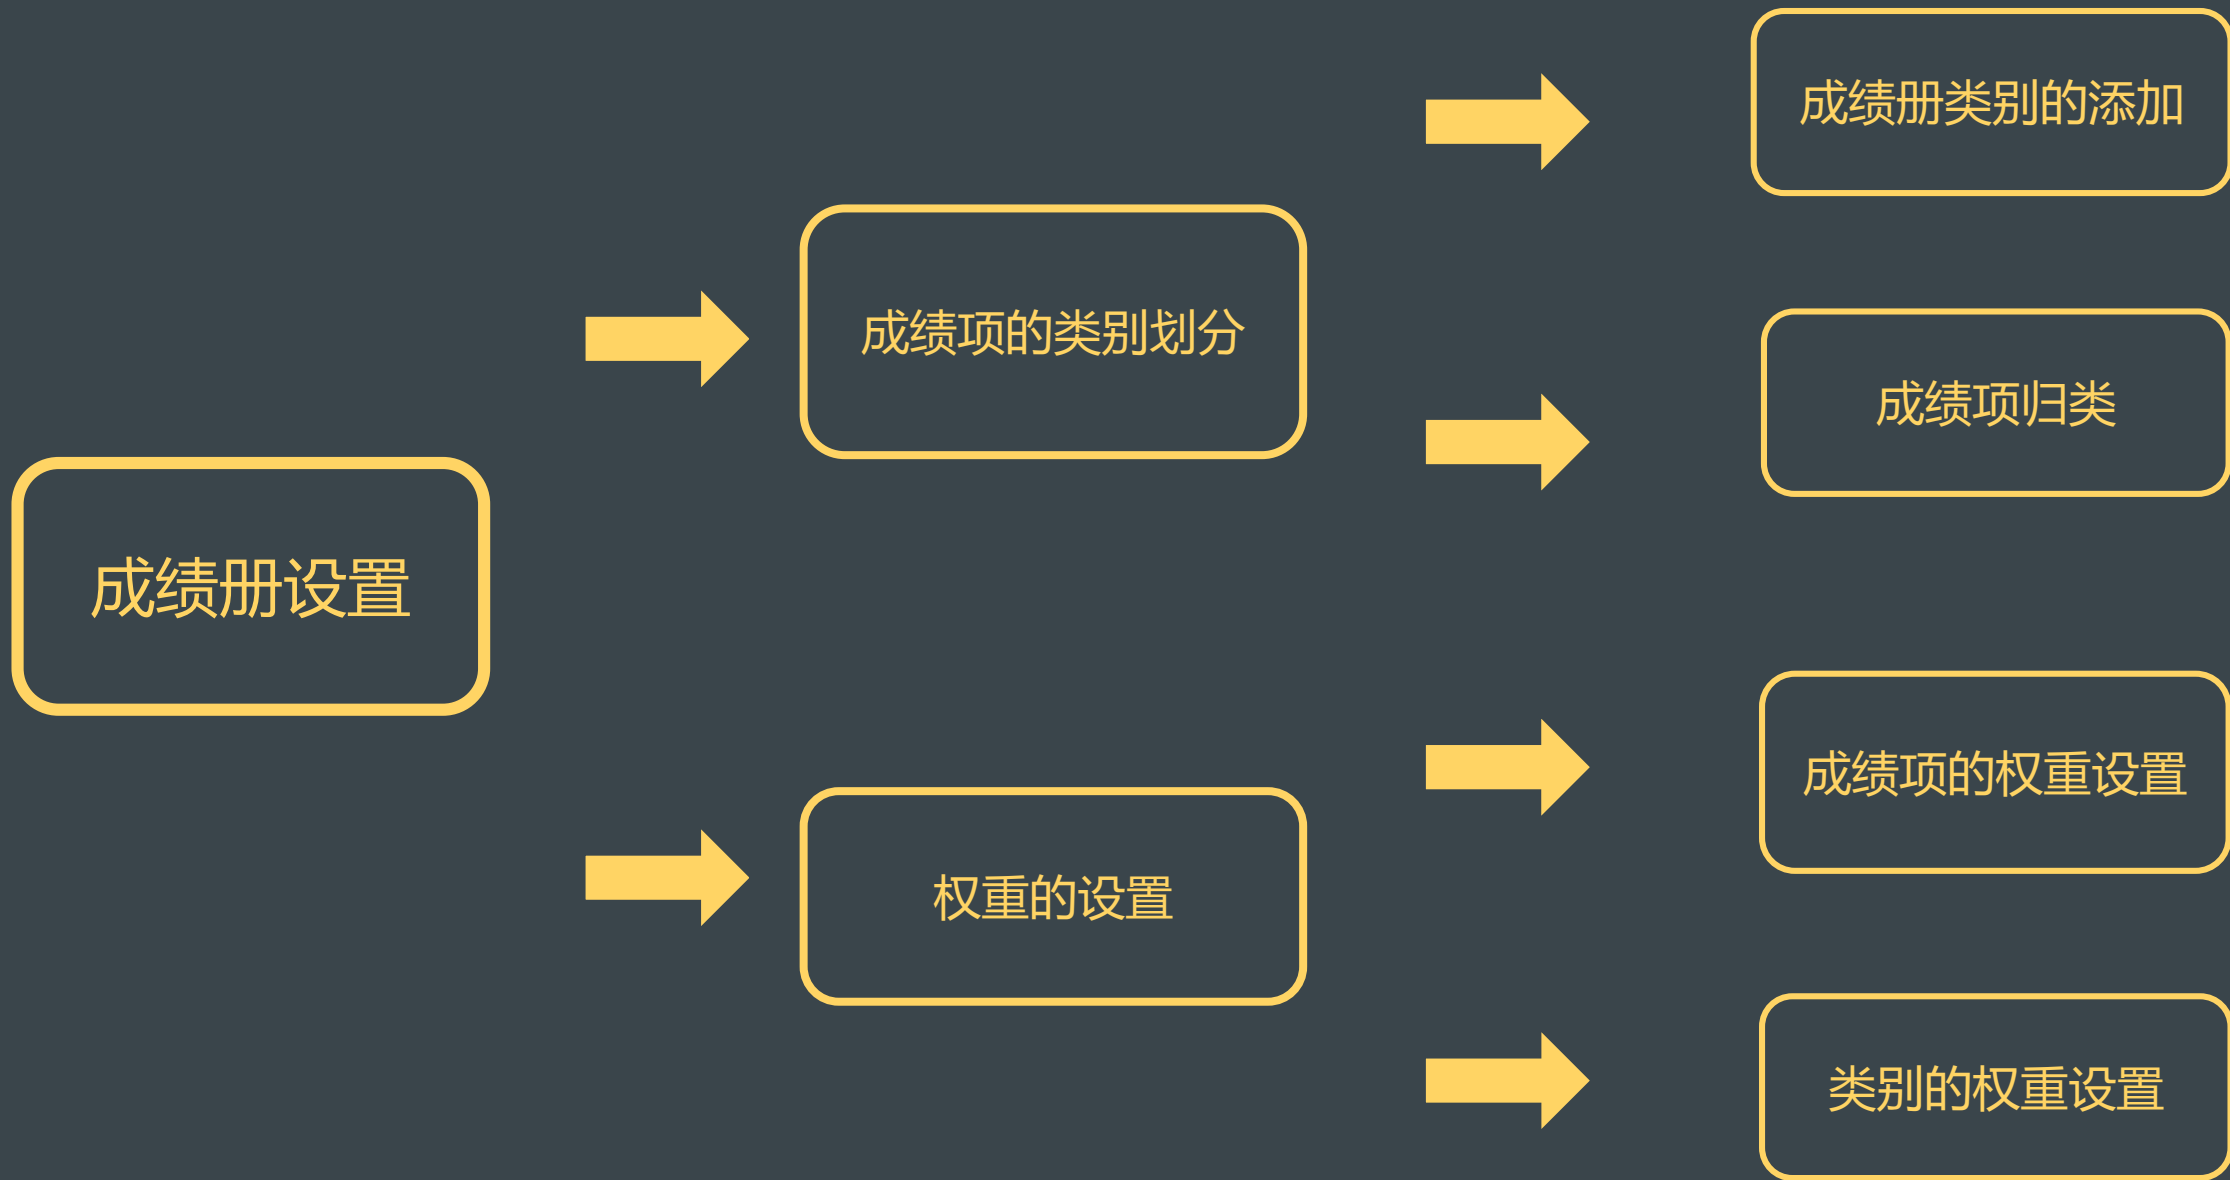 成绩册设置
成绩项的类别划分
成绩册类别的添加
成绩项归类
权重的设置
成绩项的权重设置
类别的权重设置